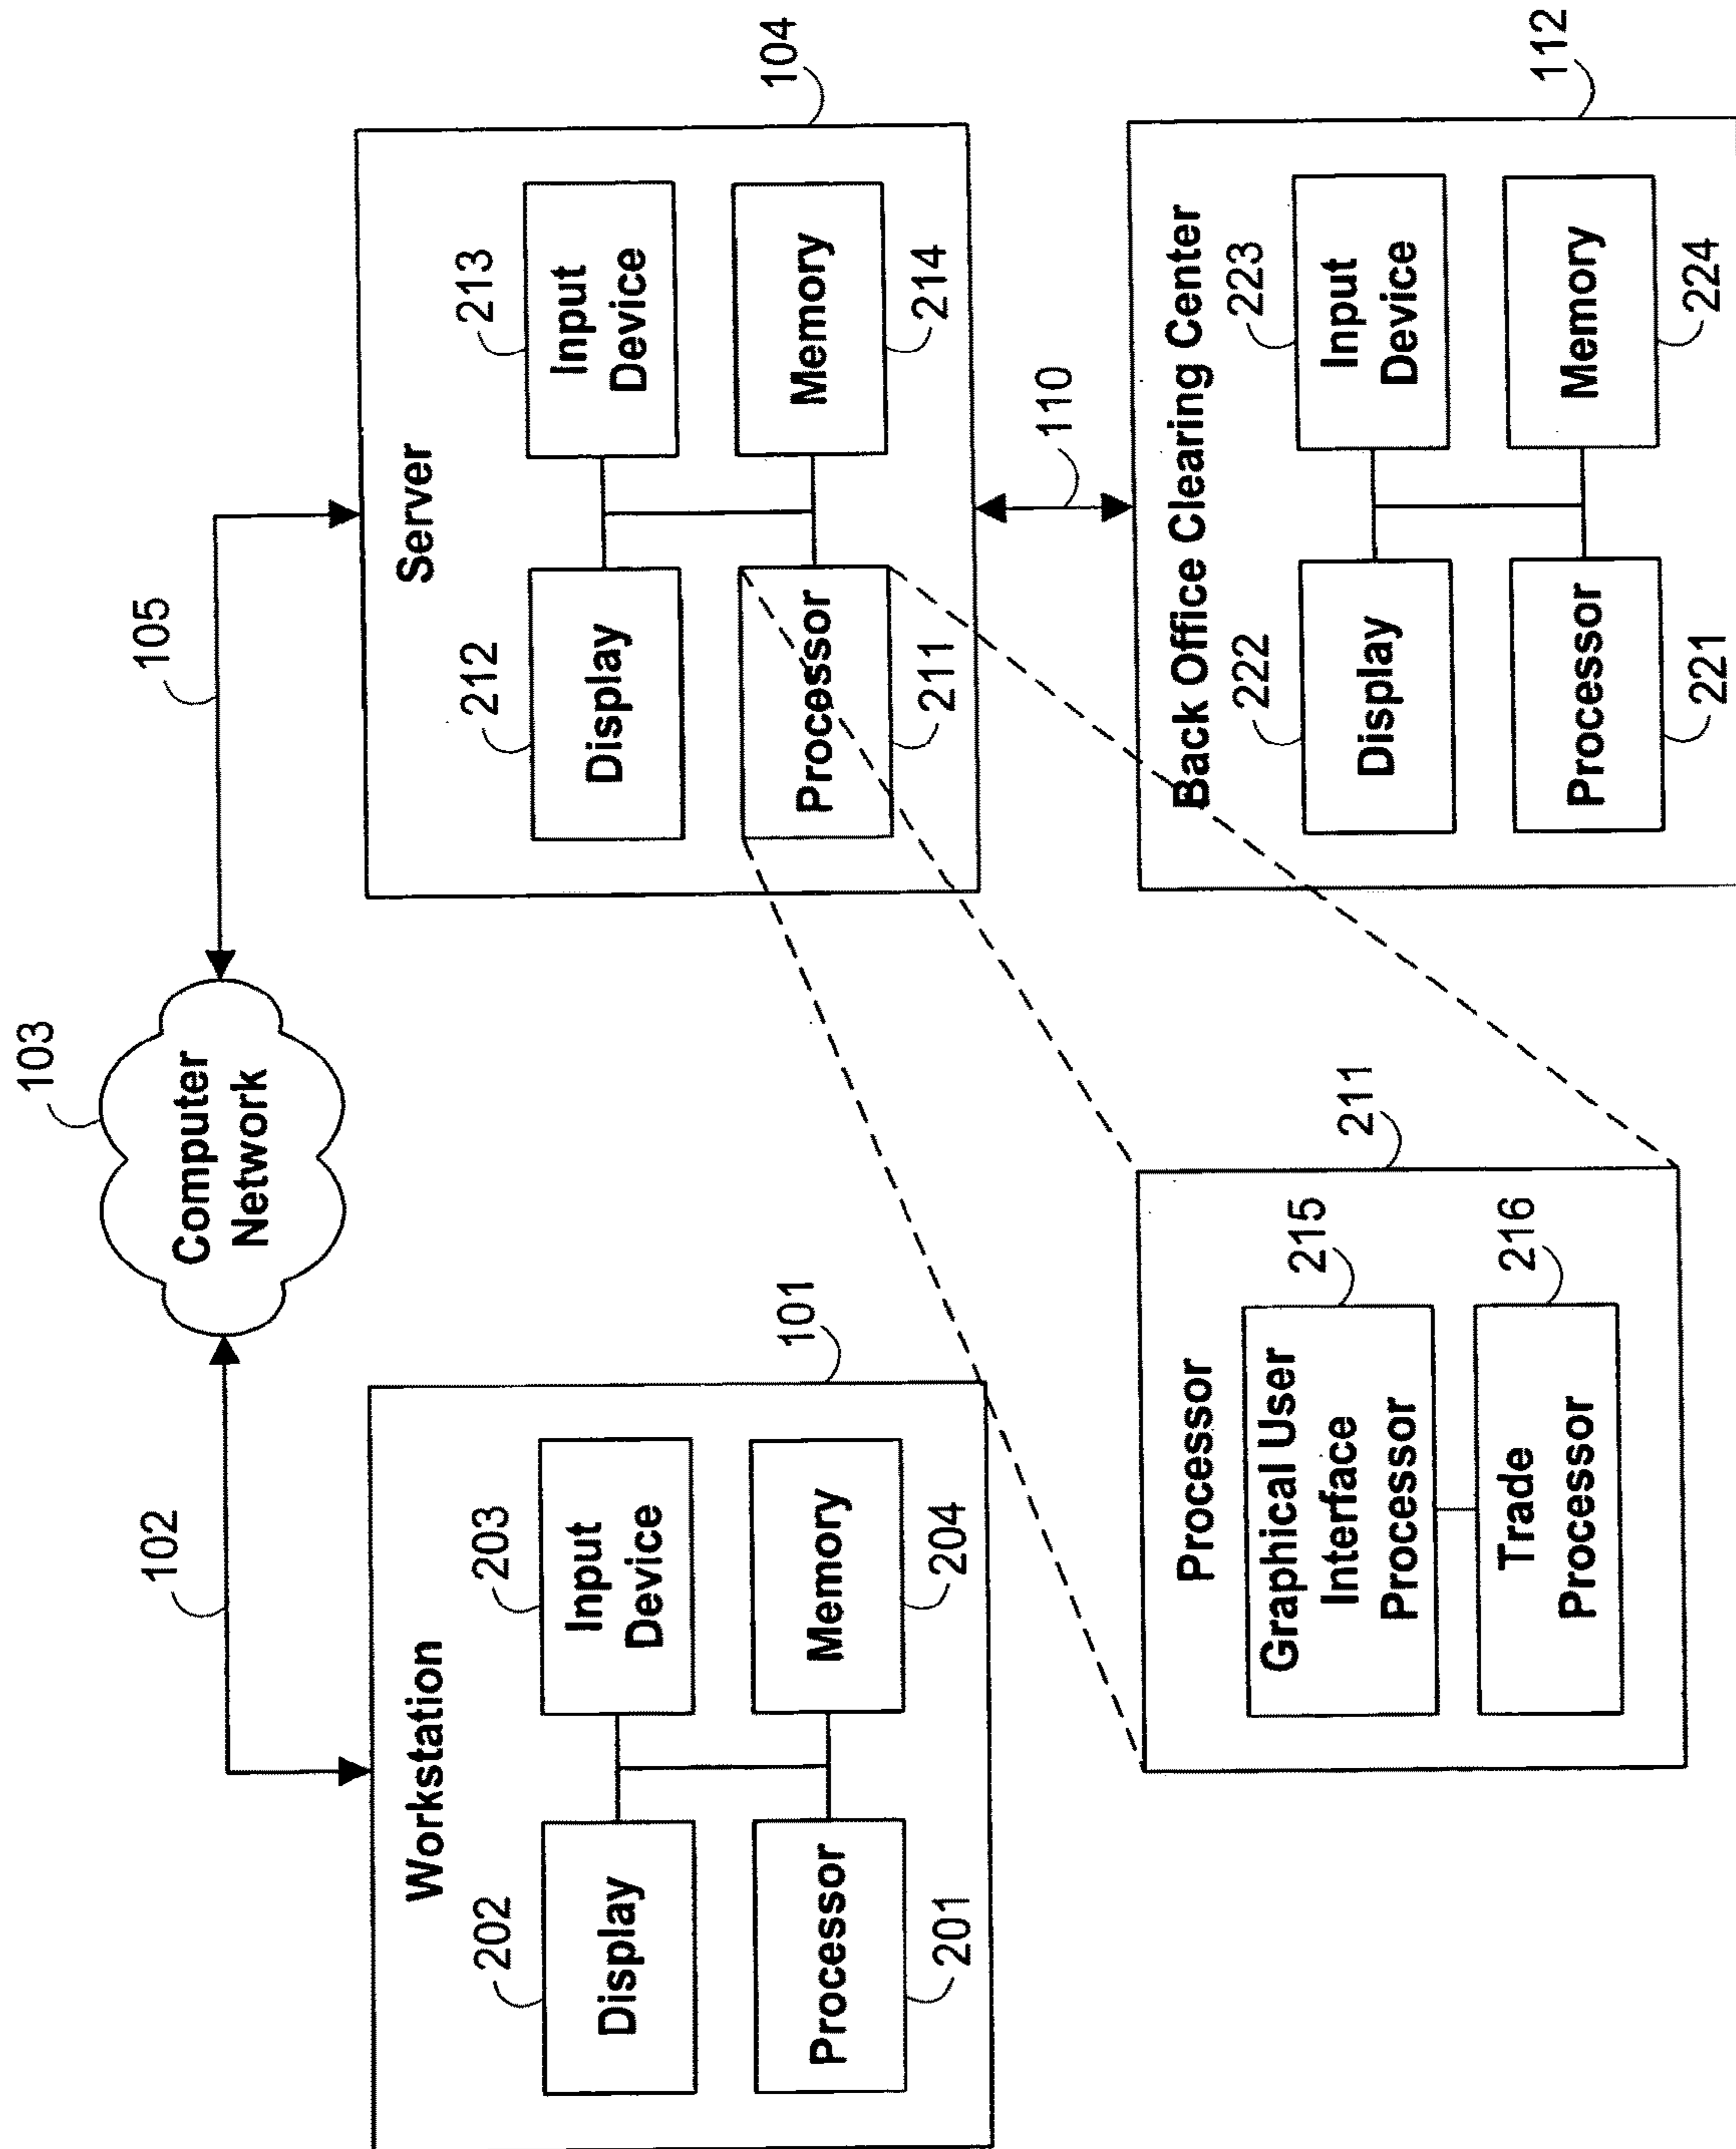 103
Computer
Network
102
105
Workstation
101
202
Display
203
Input
Device
Processor
201
Memory
204
Server
104
212
Display
213
Input
Device
Processor
211
Memory
214
110
Processor
211
Graphical User
Interface
Processor
215
Trade
Processor
216
Back Office Clearing Center
112
222
Display
223
Input
Device
Processor
221
Memory
224